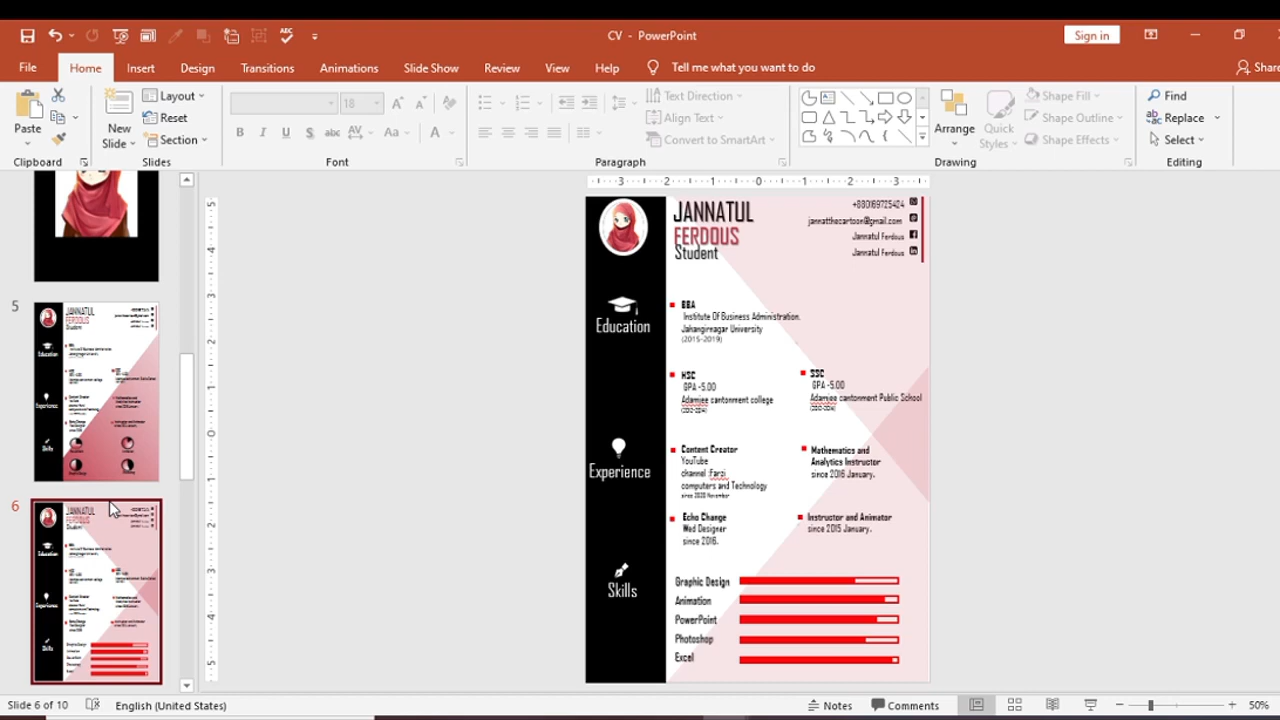 CV - PowerPoint
Sign in
File Home Insert Design Transitions Animations Slide Show Review View Help Tell me what you want to do Share
Paste
New
Slide
Layout
Reset
Section
18
Text Direction
Align Text
Convert to SmartArt
Arrange
Quick
Styles
Shape Fill
Shape Outline
Shape Effects
Find
Replace
Select
Clipboard Slides Font Paragraph Drawing Editing
5
6
JANNATUL
FERDOUS
Student
+880169725424
jannatthecartoon@gmail.com
Jannatul Ferdous
Jannatul Ferdous
Education
BBA
Institute Of Business Administration.
Jahangirnagar University
(2015-2019)
HSC
GPA -5.00
Adamjee cantonment college
SSC
GPA -5.00
Adamjee cantonment Public School
Experience
Content Creator
YouTube
channel :Farzi
computers and Technology
since 2020 November
Mathematics and
Analytics Instructor
since 2016 January.
Echo Change
Wed Designer
since 2016.
Instructor and Animator
since 2015 January.
Skills
Graphic Design
Animation
PowerPoint
Photoshop
Excel
Slide 6 of 10 English (United States) Notes Comments 50%